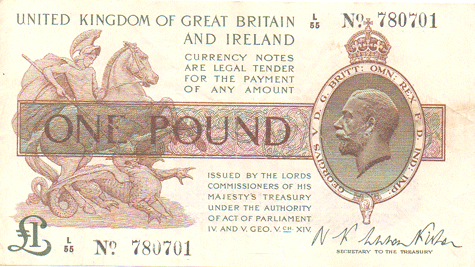 UNITED KINGDOM OF GREAT BRITAIN
AND IRELAND
L/55 No. 780701
CURRENCY NOTES
ARE LEGAL TENDER
FOR THE PAYMENT
OF ANY AMOUNT
GEORGIVS V D. G. BRITT: OMN: REX F. D. IND: IMP:
ONE POUND
ISSUED BY THE LORDS
COMMISSIONERS OF HIS
MAJESTY'S TREASURY
UNDER THE AUTHORITY
OF ACT OF PARLIAMENT
IV. AND V. GEO. V. CH. XIV.
£1
L/55 No. 780701
SECRETARY TO THE TREASURY